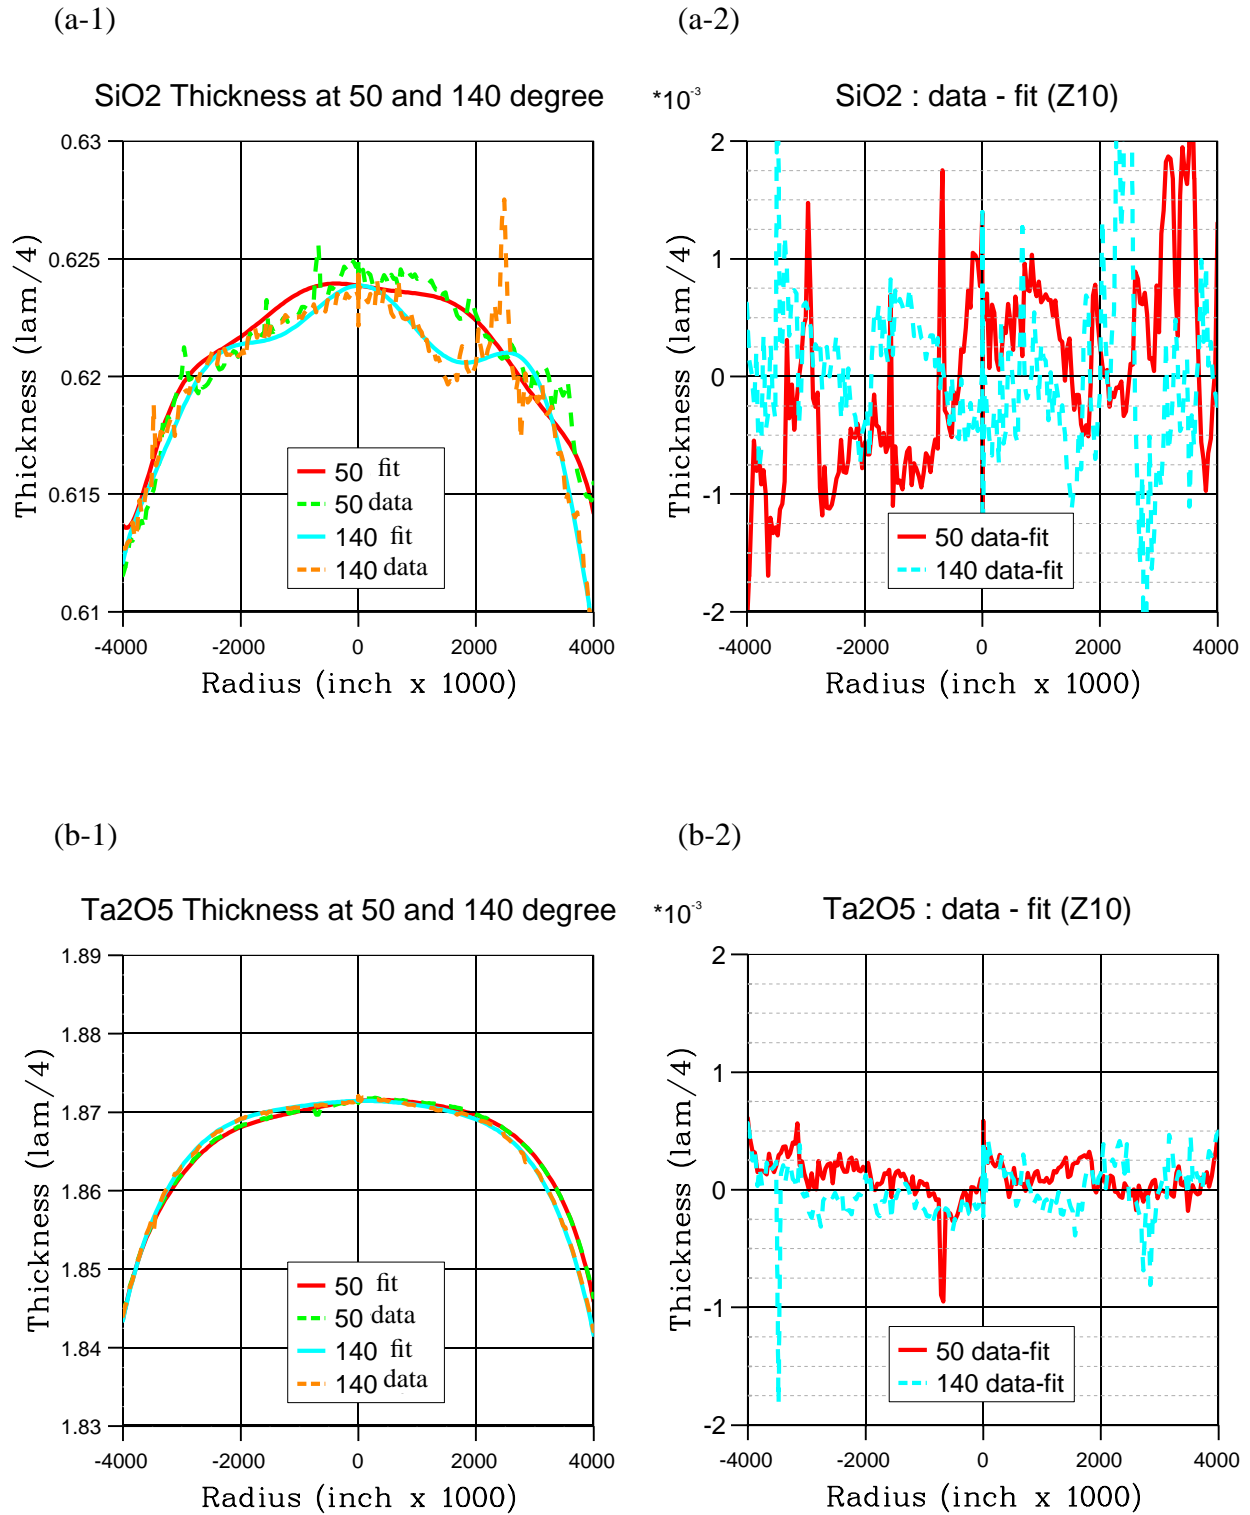 (a-1)
(a-2)
SiO2 Thickness at 50 and 140 degree
*10-3
SiO2 : data - fit (Z10)
0.63
0.625
0.62
0.615
0.61
Thickness (lam/4)
50 fit
50 data
140 fit
140 data
-4000 -2000 0 2000 4000
Radius (inch x 1000)
2
1
0
-1
-2
Thickness (lam/4)
50 data-fit
140 data-fit
-4000 -2000 0 2000 4000
Radius (inch x 1000)
(b-1)
(b-2)
Ta2O5 Thickness at 50 and 140 degree
*10-3
Ta2O5 : data - fit (Z10)
1.89
1.88
1.87
1.86
1.85
1.84
1.83
Thickness (lam/4)
50 fit
50 data
140 fit
140 data
-4000 -2000 0 2000 4000
Radius (inch x 1000)
2
1
0
-1
-2
Thickness (lam/4)
50 data-fit
140 data-fit
-4000 -2000 0 2000 4000
Radius (inch x 1000)